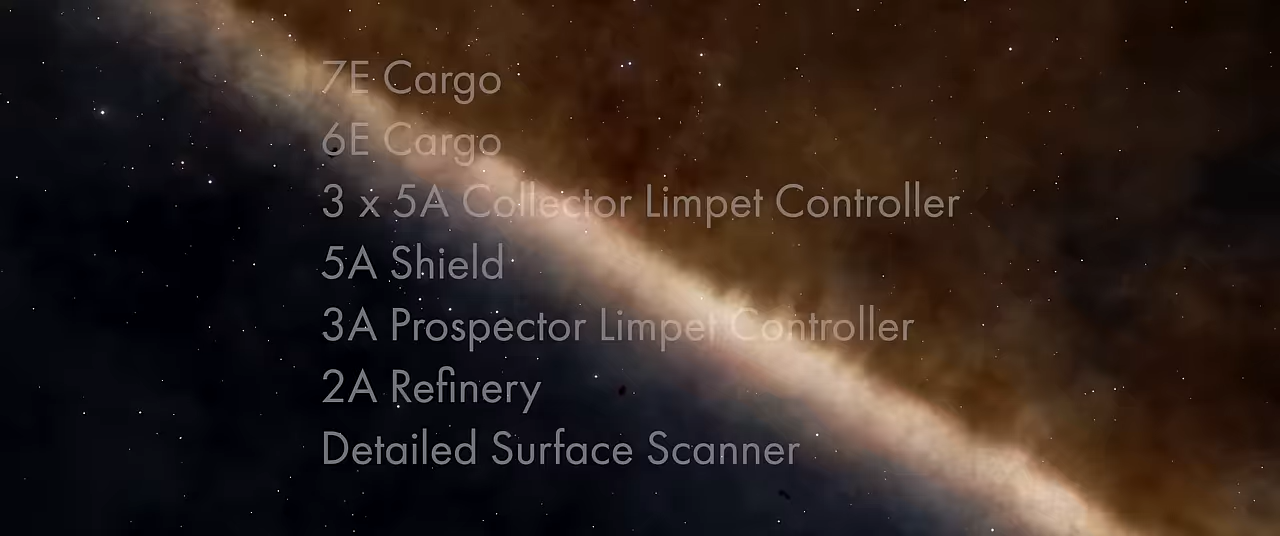 7E Cargo
6E Cargo
3 x 5A Collector Limpet Controller
5A Shield
3A Prospector Limpet Controller
2A Refinery
Detailed Surface Scanner